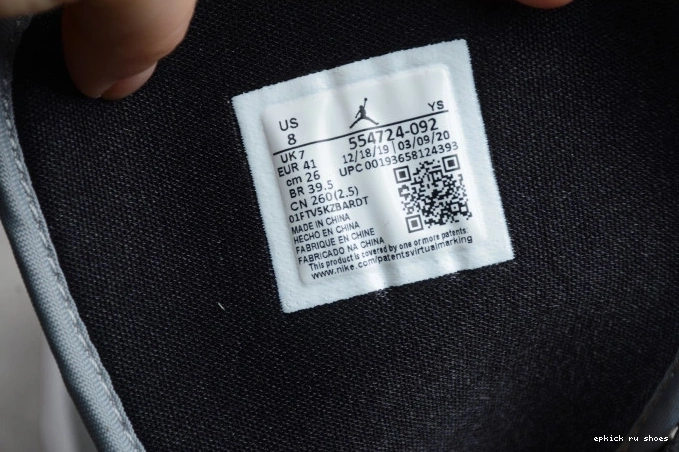 US
8
YS
554724-092
UK 7
12/18/19 | 03/09/20
EUR 41
UPC 00193658124393
cm 26
BR 39.5
CN 260(2.5)
01FTV5KZBARDT
MADE IN CHINA
HECHO EN CHINA
FABRIQUE EN CHINE
FABRICADO NA CHINA
This product is covered by one or more patents:
www.nike.com/patentsvirtualmarking
epkick ru shoes